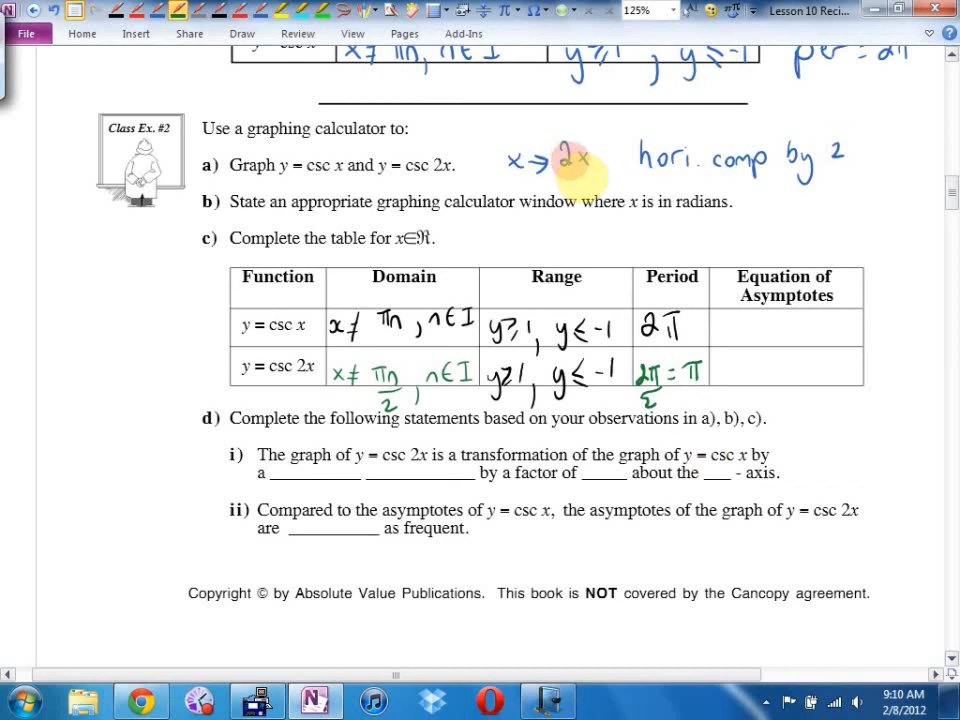 125%
Lesson 10 Reci...
File Home Insert Share Draw Review View Pages Add-Ins
x ≠ πn, n∈I y≥1, y≤-1 per = 2π
Class Ex. #2
Use a graphing calculator to:
a) Graph y = csc x and y = csc 2x.
x → 2x hori. comp by 2
b) State an appropriate graphing calculator window where x is in radians.
c) Complete the table for x∈ℜ.
Function Domain Range Period Equation of
Asymptotes
y = csc x x≠ πn, n∈I y≥1, y≤-1 2π
y = csc 2x x≠ πn/2, n∈I y≥1, y≤-1 2π/2 = π
d) Complete the following statements based on your observations in a), b), c).
i) The graph of y = csc 2x is a transformation of the graph of y = csc x by
a __________ ____________ by a factor of _____ about the ___ - axis.
ii) Compared to the asymptotes of y = csc x, the asymptotes of the graph of y = csc 2x
are __________ as frequent.
Copyright © by Absolute Value Publications. This book is NOT covered by the Cancopy agreement.
9:10 AM
2/8/2012